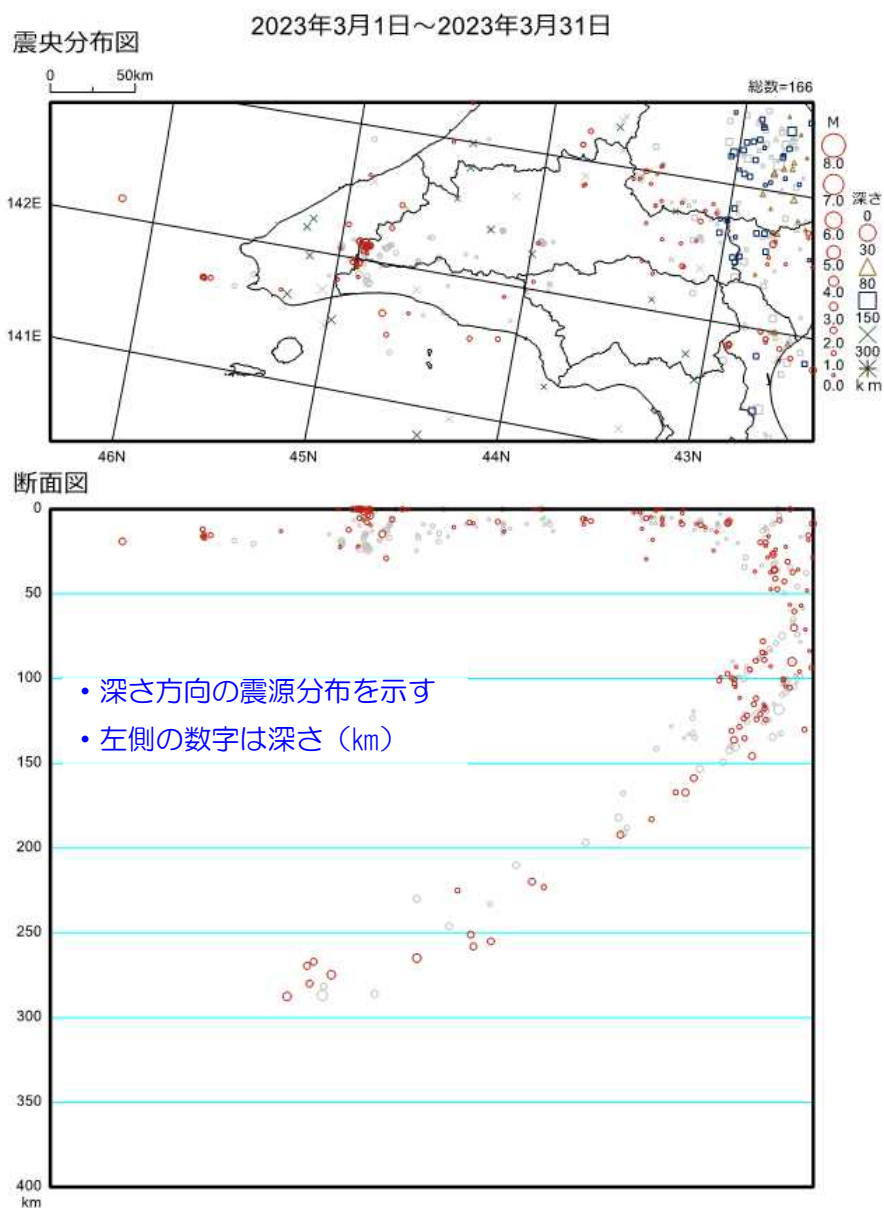 2023年3月1日~2023年3月31日
震央分布図
0 50km
総数=166
M
8.0
7.0
6.0
5.0
4.0
3.0
2.0
1.0
0.0
深さ
0
30
80
150
300
km
142E
141E
46N 45N 44N 43N
断面図
0
50
100
・深さ方向の震源分布を示す
・左側の数字は深さ(㎞)
150
200
250
300
350
400
km